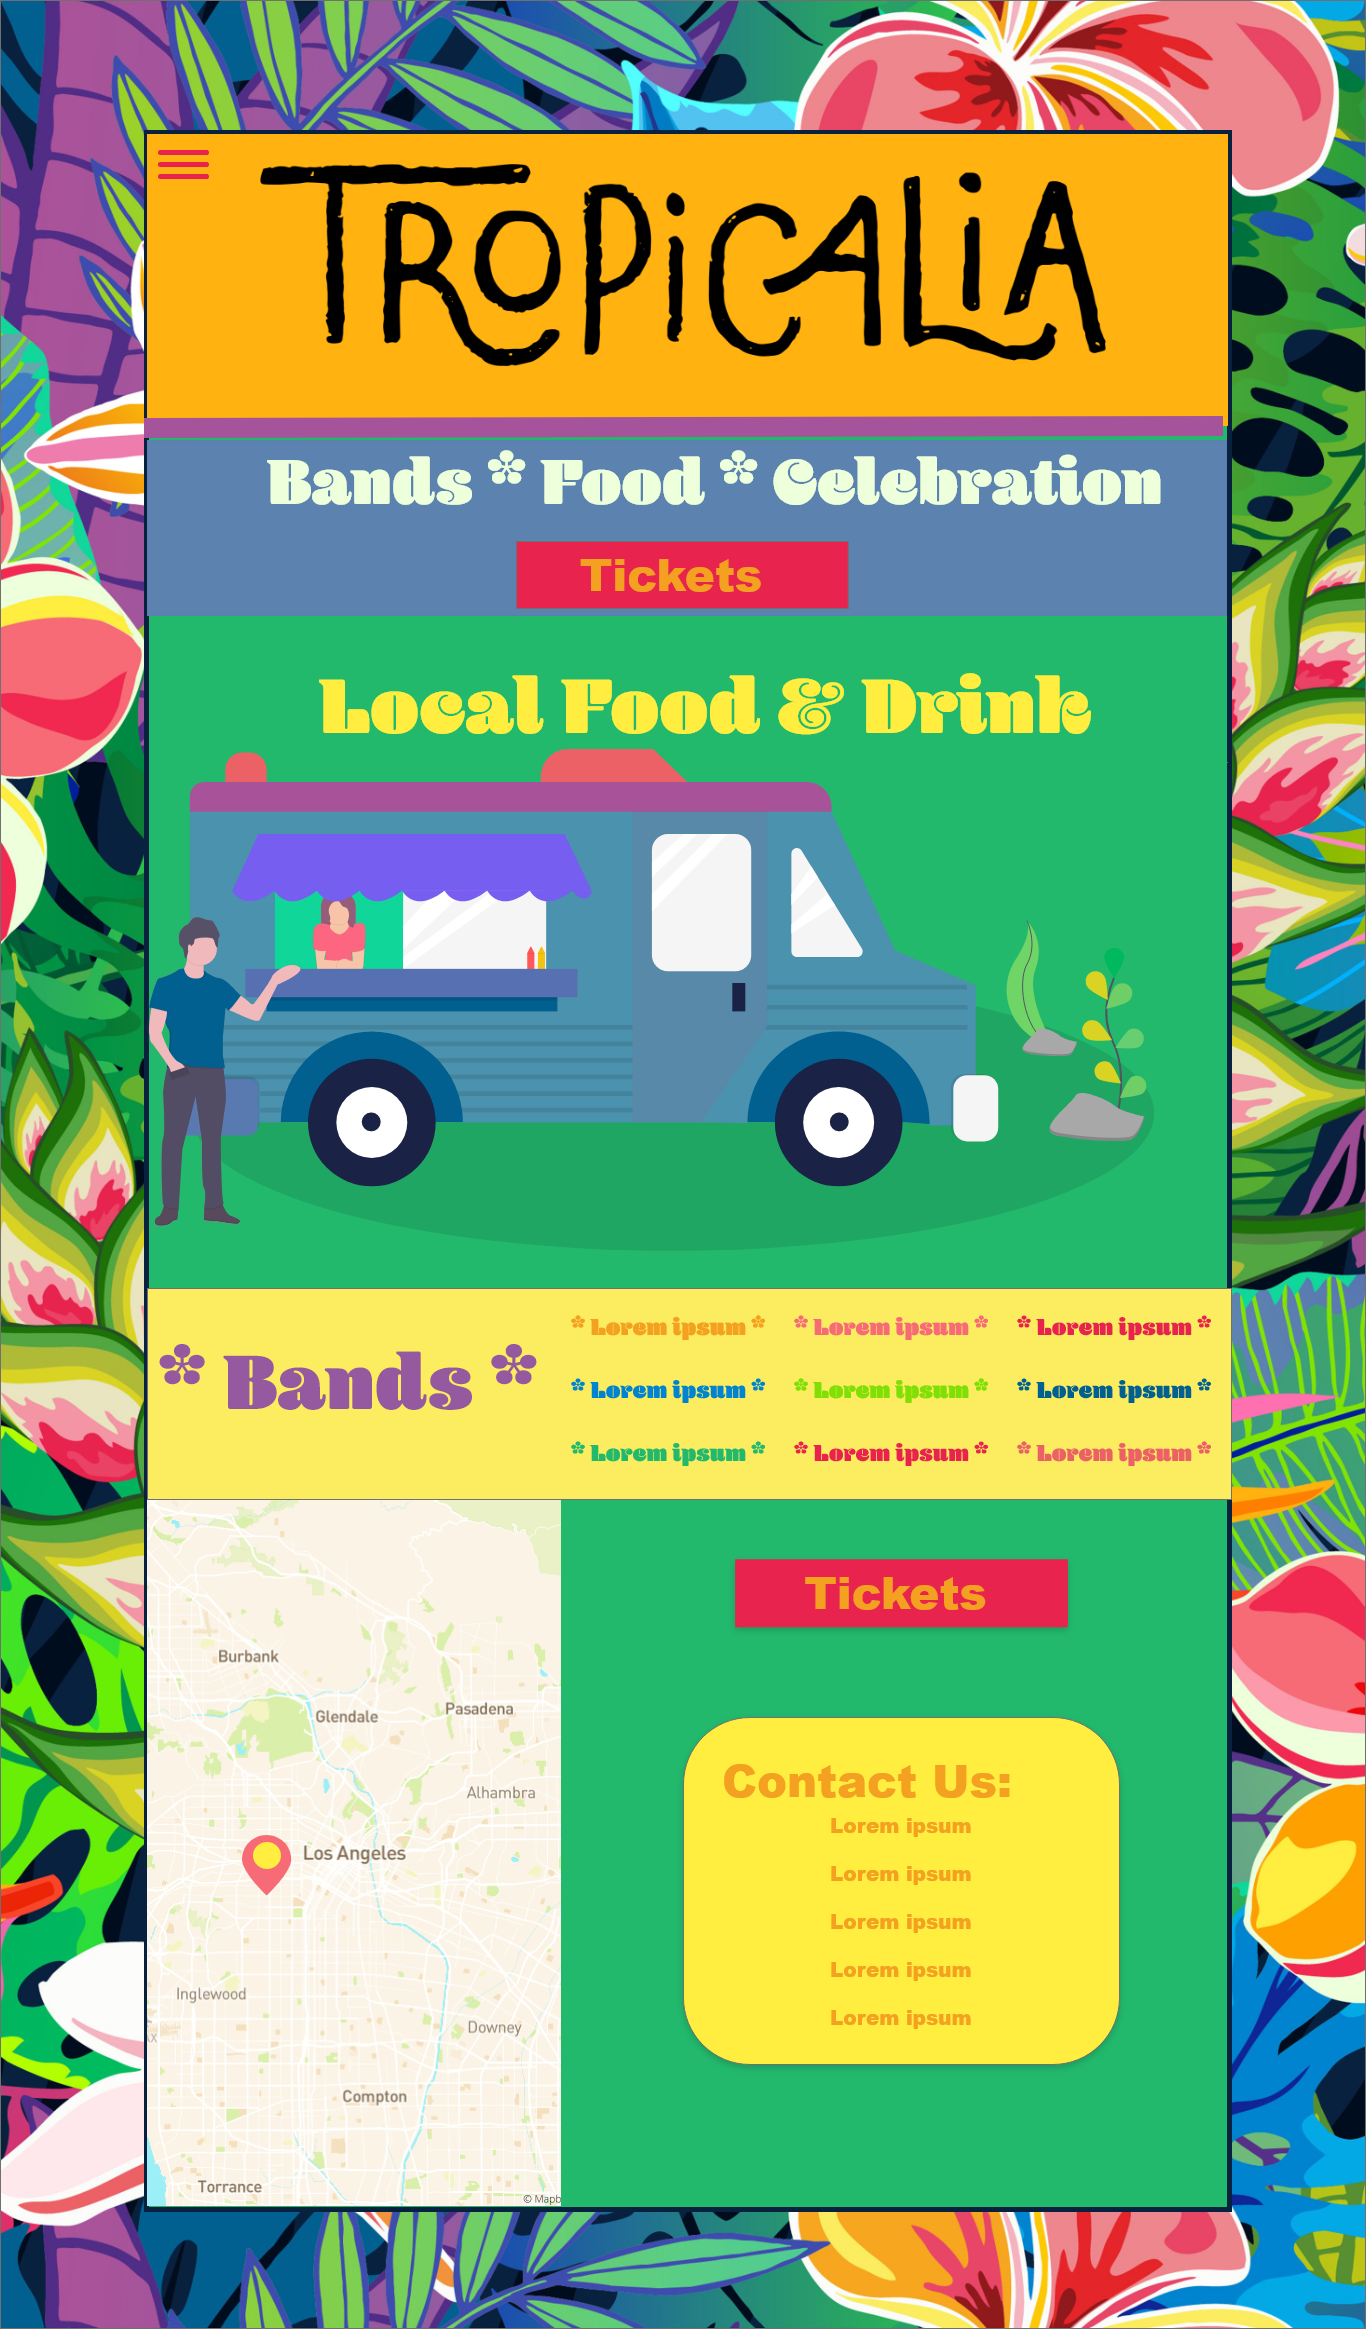 TROPiCALiA
Bands * Food * Celebration
Tickets
Local Food & Drink
* Bands *
* Lorem ipsum * * Lorem ipsum * * Lorem ipsum *
* Lorem ipsum * * Lorem ipsum * * Lorem ipsum *
* Lorem ipsum * * Lorem ipsum * * Lorem ipsum *
Burbank
Glendale
Pasadena
Alhambra
Los Angeles
Inglewood
Downey
Compton
Torrance
© Mapb
Tickets
Contact Us:
Lorem ipsum
Lorem ipsum
Lorem ipsum
Lorem ipsum
Lorem ipsum